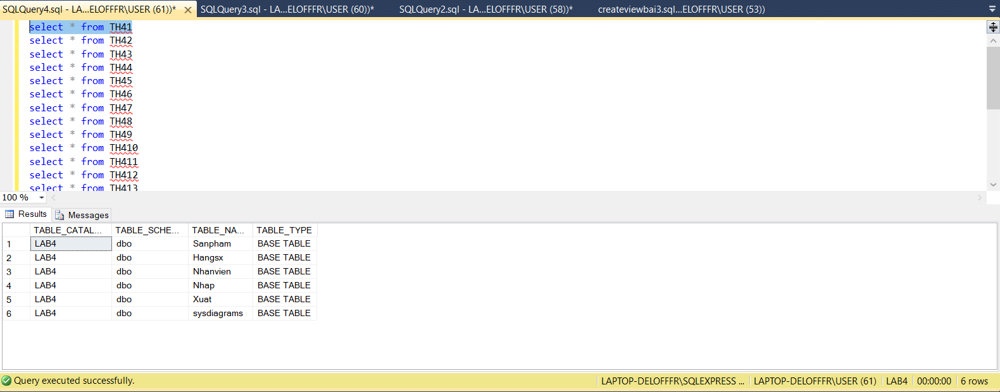 SQLQuery4.sql - LA...ELOFFFR\USER (61))* SQLQuery3.sql - LA...ELOFFFR\USER (60))* SQLQuery2.sql - LA...ELOFFFR\USER (58))* createviewbai3.sql...ELOFFFR\USER (53))
select * from TH41
select * from TH42
select * from TH43
select * from TH44
select * from TH45
select * from TH46
select * from TH47
select * from TH48
select * from TH49
select * from TH410
select * from TH411
select * from TH412
select * from TH413
100 %
Results Messages
TABLE_CATAL... TABLE_SCHE... TABLE_NA... TABLE_TYPE
1 LAB4 dbo Sanpham BASE TABLE
2 LAB4 dbo Hangsx BASE TABLE
3 LAB4 dbo Nhanvien BASE TABLE
4 LAB4 dbo Nhap BASE TABLE
5 LAB4 dbo Xuat BASE TABLE
6 LAB4 dbo sysdiagrams BASE TABLE
Query executed successfully. LAPTOP-DELOFFFR\SQLEXPRESS ... LAPTOP-DELOFFFR\USER (61) LAB4 00:00:00 6 rows